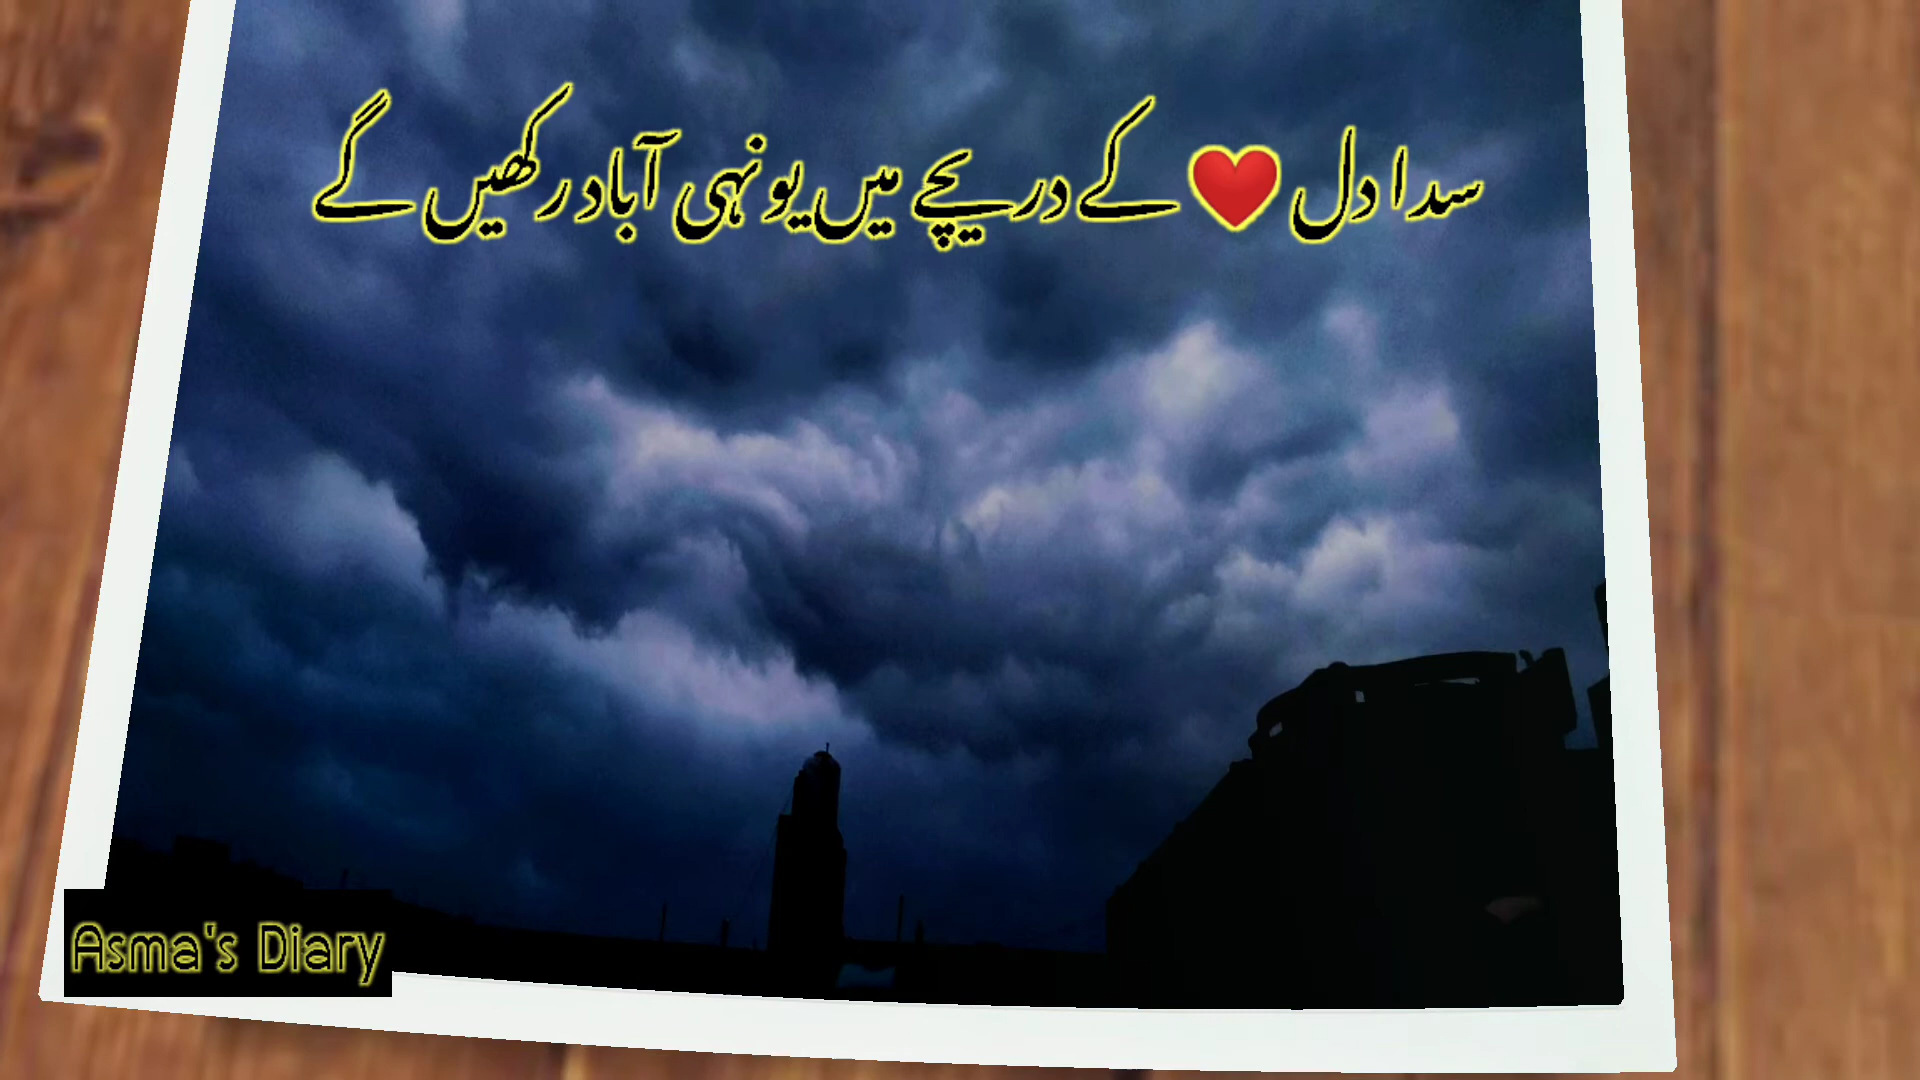 سدا دل ❤️ کے دریچے میں یونہی آباد رکھیں گے
Asma's Diary